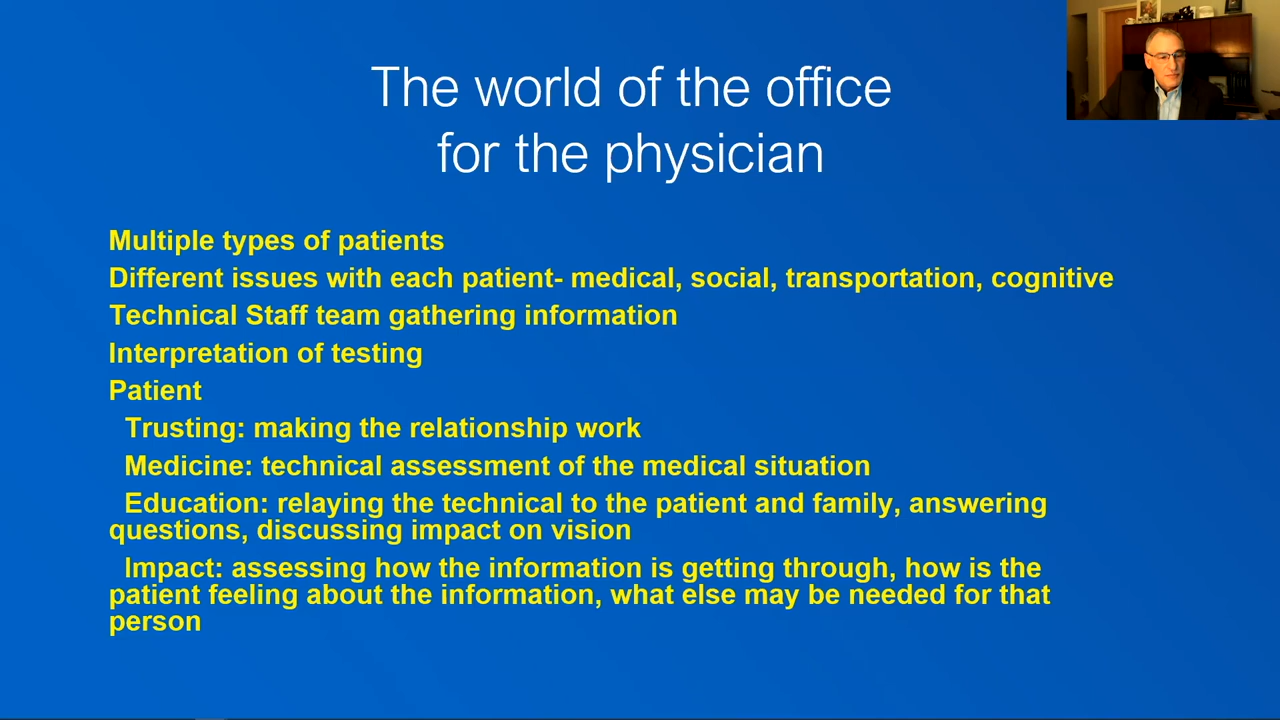 The world of the office
for the physician
Multiple types of patients
Different issues with each patient- medical, social, transportation, cognitive
Technical Staff team gathering information
Interpretation of testing
Patient
Trusting: making the relationship work
Medicine: technical assessment of the medical situation
Education: relaying the technical to the patient and family, answering
questions, discussing impact on vision
Impact: assessing how the information is getting through, how is the
patient feeling about the information, what else may be needed for that
person